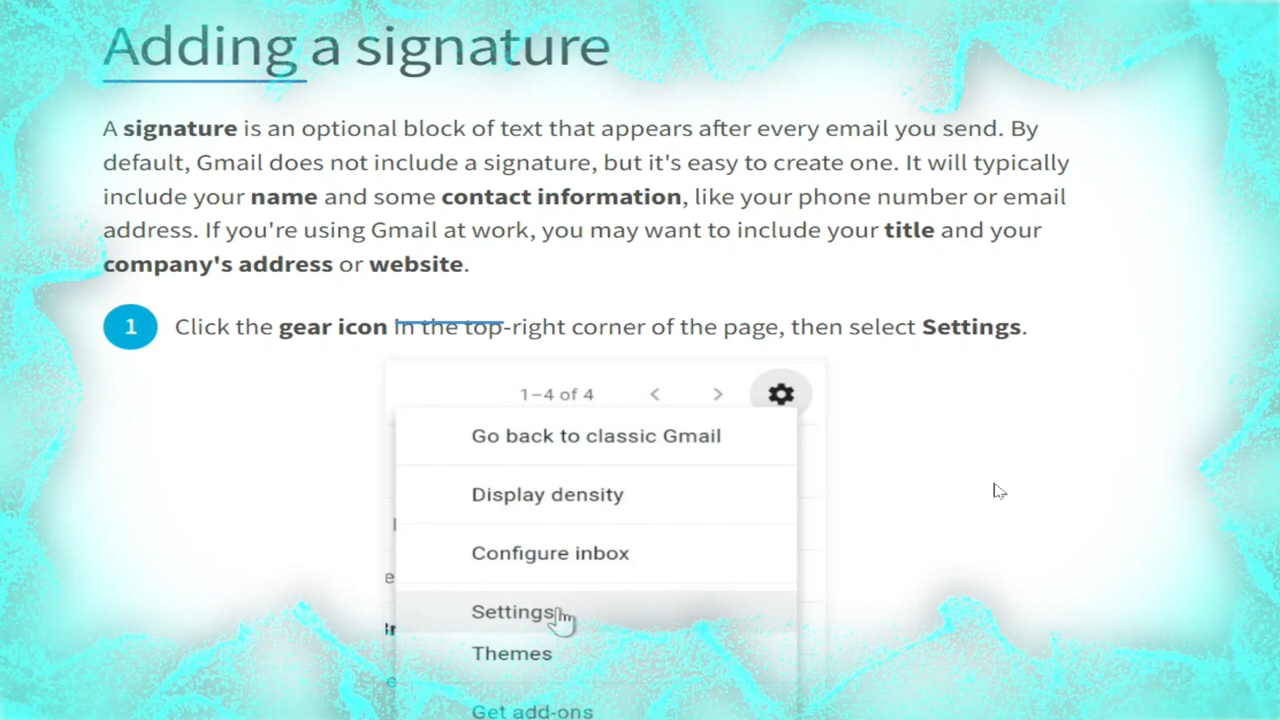 Adding a signature
A signature is an optional block of text that appears after every email you send. By
default, Gmail does not include a signature, but it's easy to create one. It will typically
include your name and some contact information, like your phone number or email
address. If you're using Gmail at work, you may want to include your title and your
company's address or website.
1 Click the gear icon in the top-right corner of the page, then select Settings.
1–4 of 4
Go back to classic Gmail
Display density
Configure inbox
Settings
Themes
Get add-ons